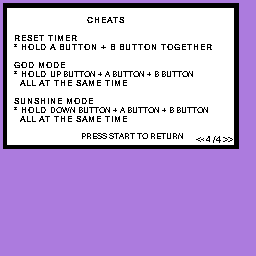 CHEATS
RESET TIMER
* HOLD A BUTTON + B BUTTON TOGETHER
GOD MODE
* HOLD UP BUTTON + A BUTTON + B BUTTON
ALL AT THE SAME TIME
SUNSHINE MODE
* HOLD DOWN BUTTON + A BUTTON + B BUTTON
ALL AT THE SAME TIME
PRESS START TO RETURN
<<4/4>>